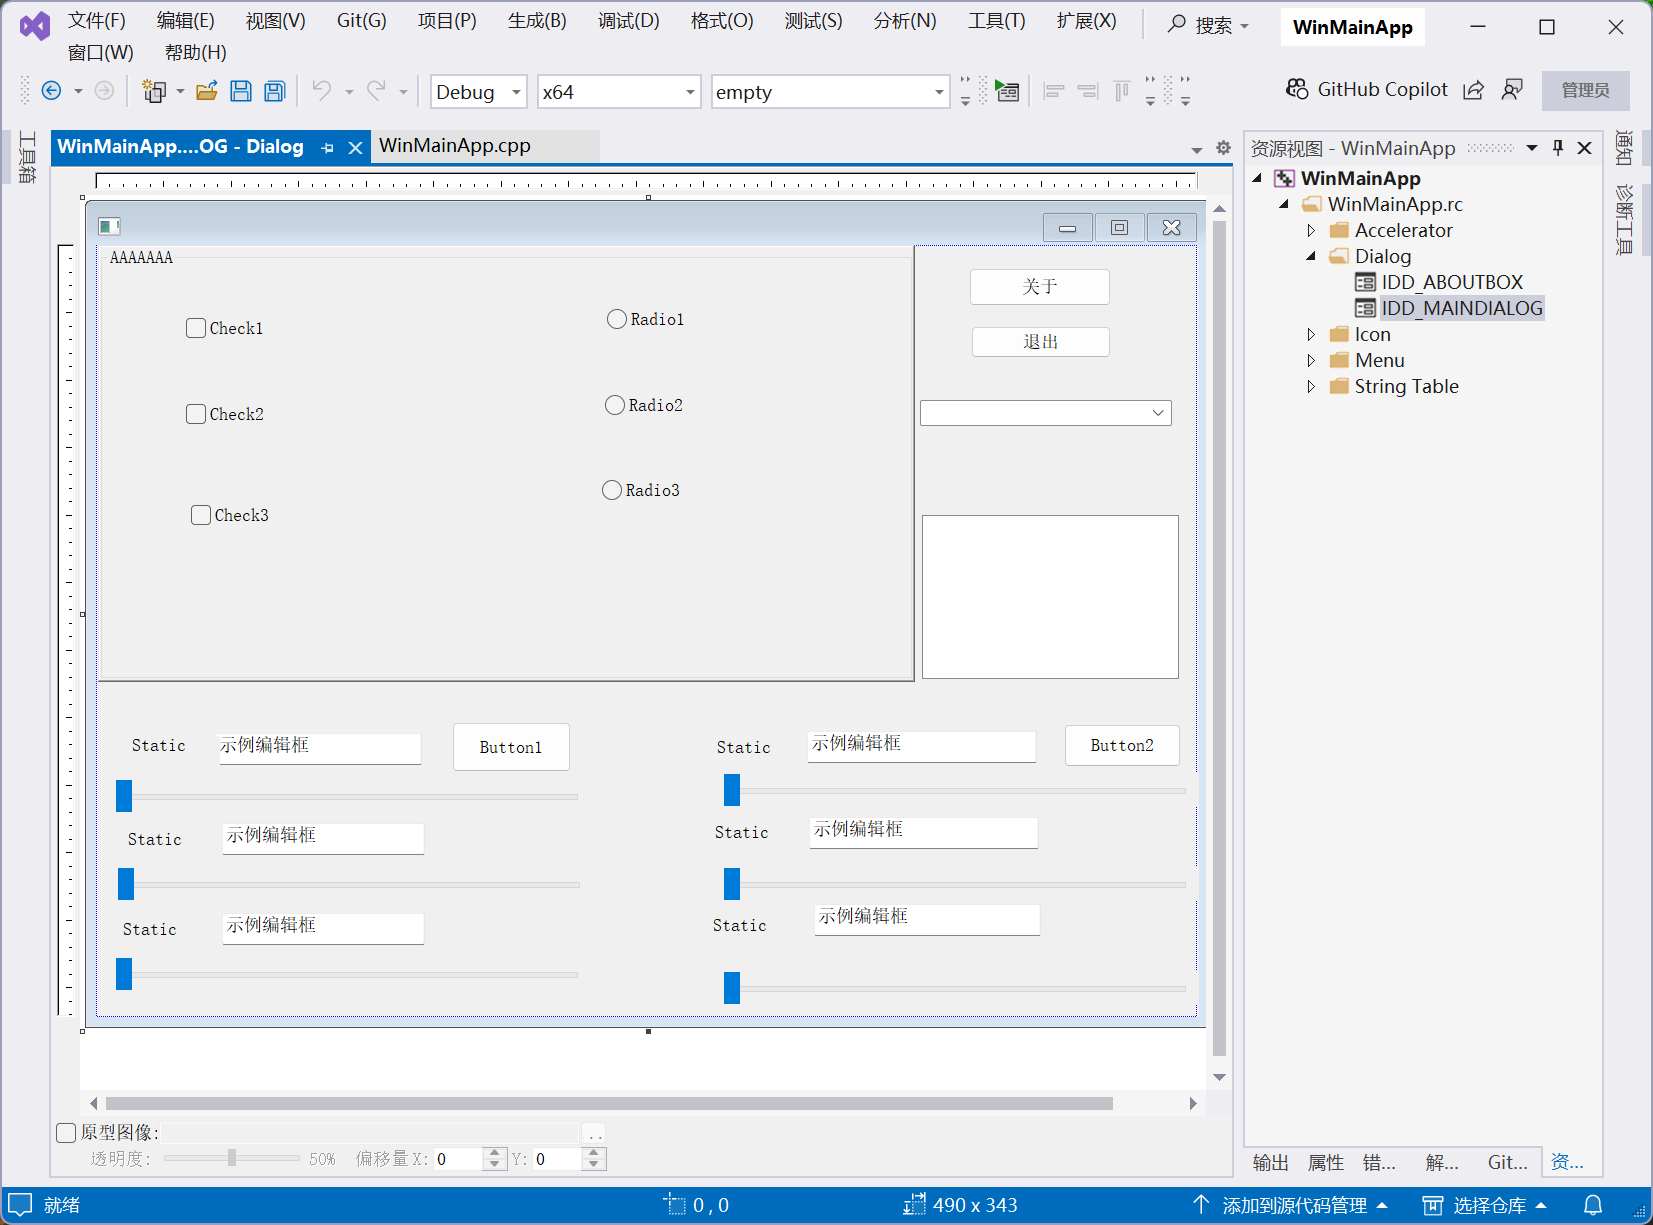 文件(F) 编辑(E) 视图(V) Git(G) 项目(P) 生成(B) 调试(D) 格式(O) 测试(S) 分析(N) 工具(T) 扩展(X) 搜索 WinMainApp
窗口(W) 帮助(H)
Debug x64 empty GitHub Copilot 管理员
工具箱
WinMainApp....OG - Dialog WinMainApp.cpp
AAAAAAA
关于
Check1 Radio1
退出
Check2 Radio2
Radio3
Check3
Static 示例编辑框 Button1 Static 示例编辑框 Button2
Static 示例编辑框 Static 示例编辑框
Static 示例编辑框 Static 示例编辑框
原型图像: ...
透明度: 50% 偏移量 X: 0 Y: 0
资源视图 - WinMainApp
WinMainApp
WinMainApp.rc
Accelerator
Dialog
IDD_ABOUTBOX
IDD_MAINDIALOG
Icon
Menu
String Table
通知
诊断工具
输出 属性 错... 解... Git... 资...
就绪 0 , 0 490 x 343 添加到源代码管理 选择仓库